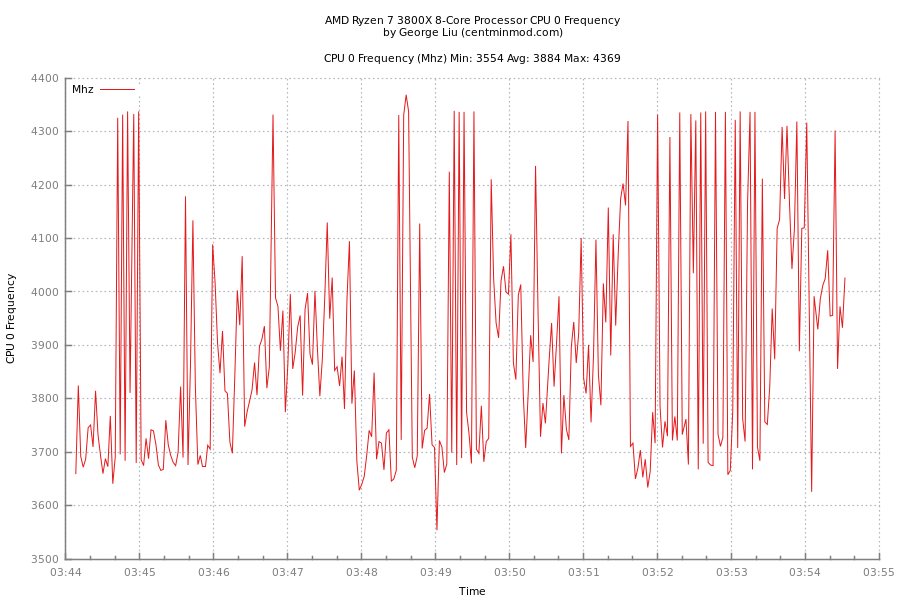 AMD Ryzen 7 3800X 8-Core Processor CPU 0 Frequency
by George Liu (centminmod.com)
CPU 0 Frequency (Mhz) Min: 3554 Avg: 3884 Max: 4369
Mhz
4400
4300
4200
4100
4000
3900
3800
3700
3600
3500
CPU 0 Frequency
03:44 03:45 03:46 03:47 03:48 03:49 03:50 03:51 03:52 03:53 03:54 03:55
Time